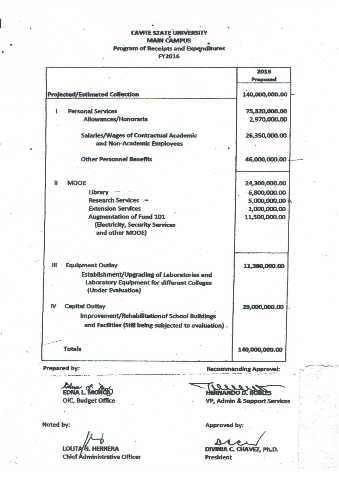 CAVITE STATE UNIVERSITY
MAIN CAMPUS
Program of Receipts and Expenditures
FY2016
2016
Proposed
Projected/Estimated Collection 140,000,000.00
I Personal Services 75,320,000.00
Allowances/Honoraria 2,970,000.00
Salaries/Wages of Contractual Academic 26,350,000.00
and Non-Academic Employees
Other Personnel Benefits 46,000,000.00
II MOOE 24,300,000.00
Library 6,800,000.00
Research Services 5,000,000.00
Extension Services 1,000,000.00
Augmentation of Fund 101 11,500,000.00
(Electricity, Security Services
and other MOOE)
III Equipment Outlay 11,380,000.00
Establishment/Upgrading of Laboratories and
Laboratory Equipment for different Colleges
(Under Evaluation)
IV Capital Outlay 29,000,000.00
Improvement/Rehabilitation of School Buildings
and Facilities (Still being subjected to evaluation)
Totals 140,000,000.00
Prepared by: Recommending Approval:
EDNA L. HERNANDO D. ROBLES
OIC, Budget Office VP, Admin & Support Services
Noted by: Approved by:
LOLITA G. HERRERA DIVINIA C. CHAVEZ, Ph.D.
Chief Administrative Officer President